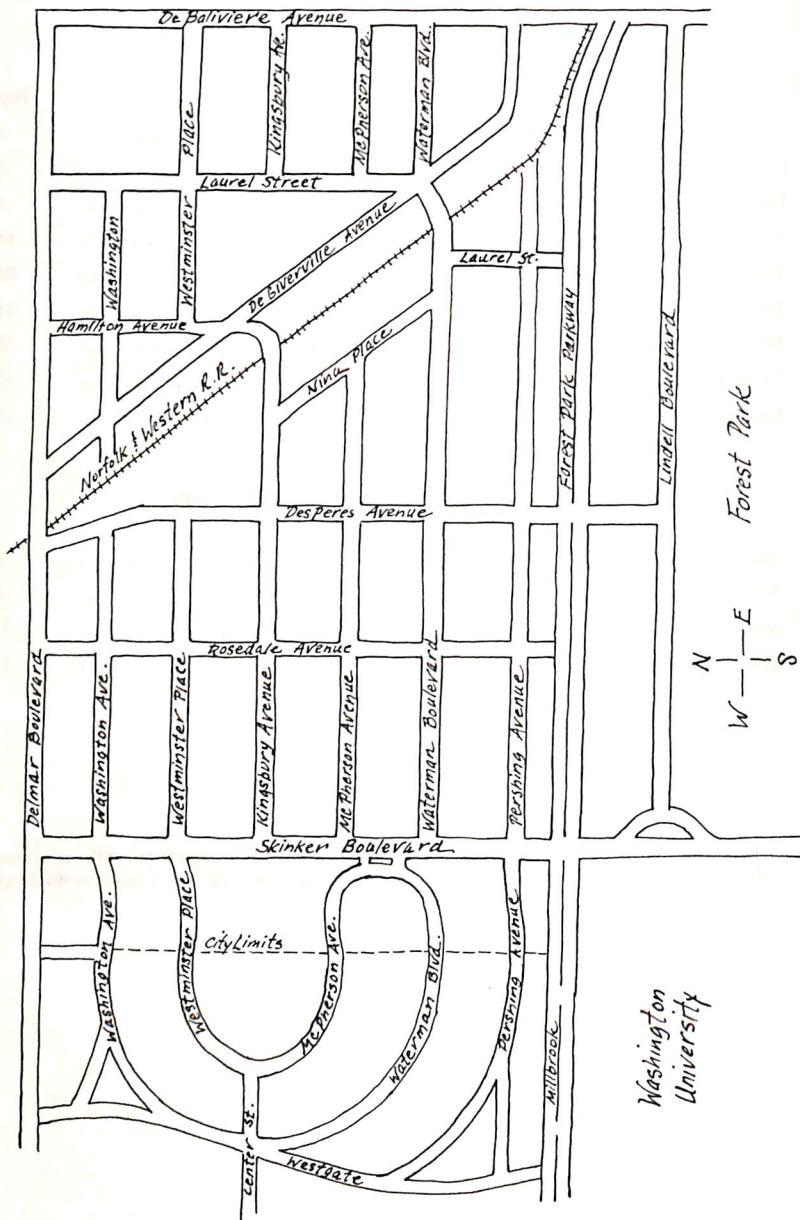 De Baliviere Avenue
Place
Kingsbury Ave.
McPherson Ave.
Waterman Blvd.
Laurel Street
Washington
Westminster
De Giverville Avenue
Laurel St.
Hamilton Avenue
Norfolk & Western R.R.
Nina Place
Forest Park Parkway
Lindell Boulevard
Forest Park
DesPeres Avenue
Rosedale Avenue
N
W
E
S
Delmar Boulevard
Washington Ave.
Westminster Place
Kingsbury Avenue
McPherson Avenue
Waterman Boulevard
Pershing Avenue
Skinker Boulevard
Washington Ave.
Westminster Place
City Limits
McPherson Ave.
Waterman Blvd.
Pershing Avenue
Millbrook
Washington
University
Center St.
Westgate